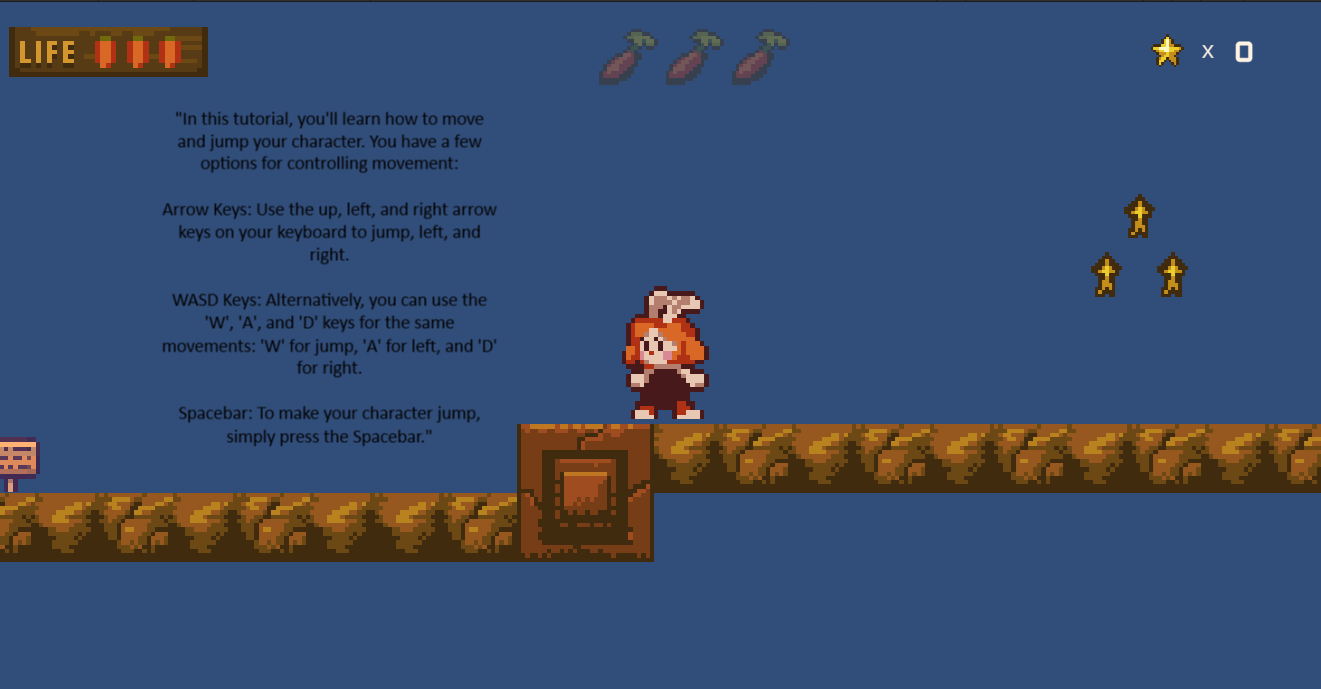 LIFE
x 0
"In this tutorial, you'll learn how to move
and jump your character. You have a few
options for controlling movement:
Arrow Keys: Use the up, left, and right arrow
keys on your keyboard to jump, left, and
right.
WASD Keys: Alternatively, you can use the
'W', 'A', and 'D' keys for the same
movements: 'W' for jump, 'A' for left, and 'D'
for right.
Spacebar: To make your character jump,
simply press the Spacebar."